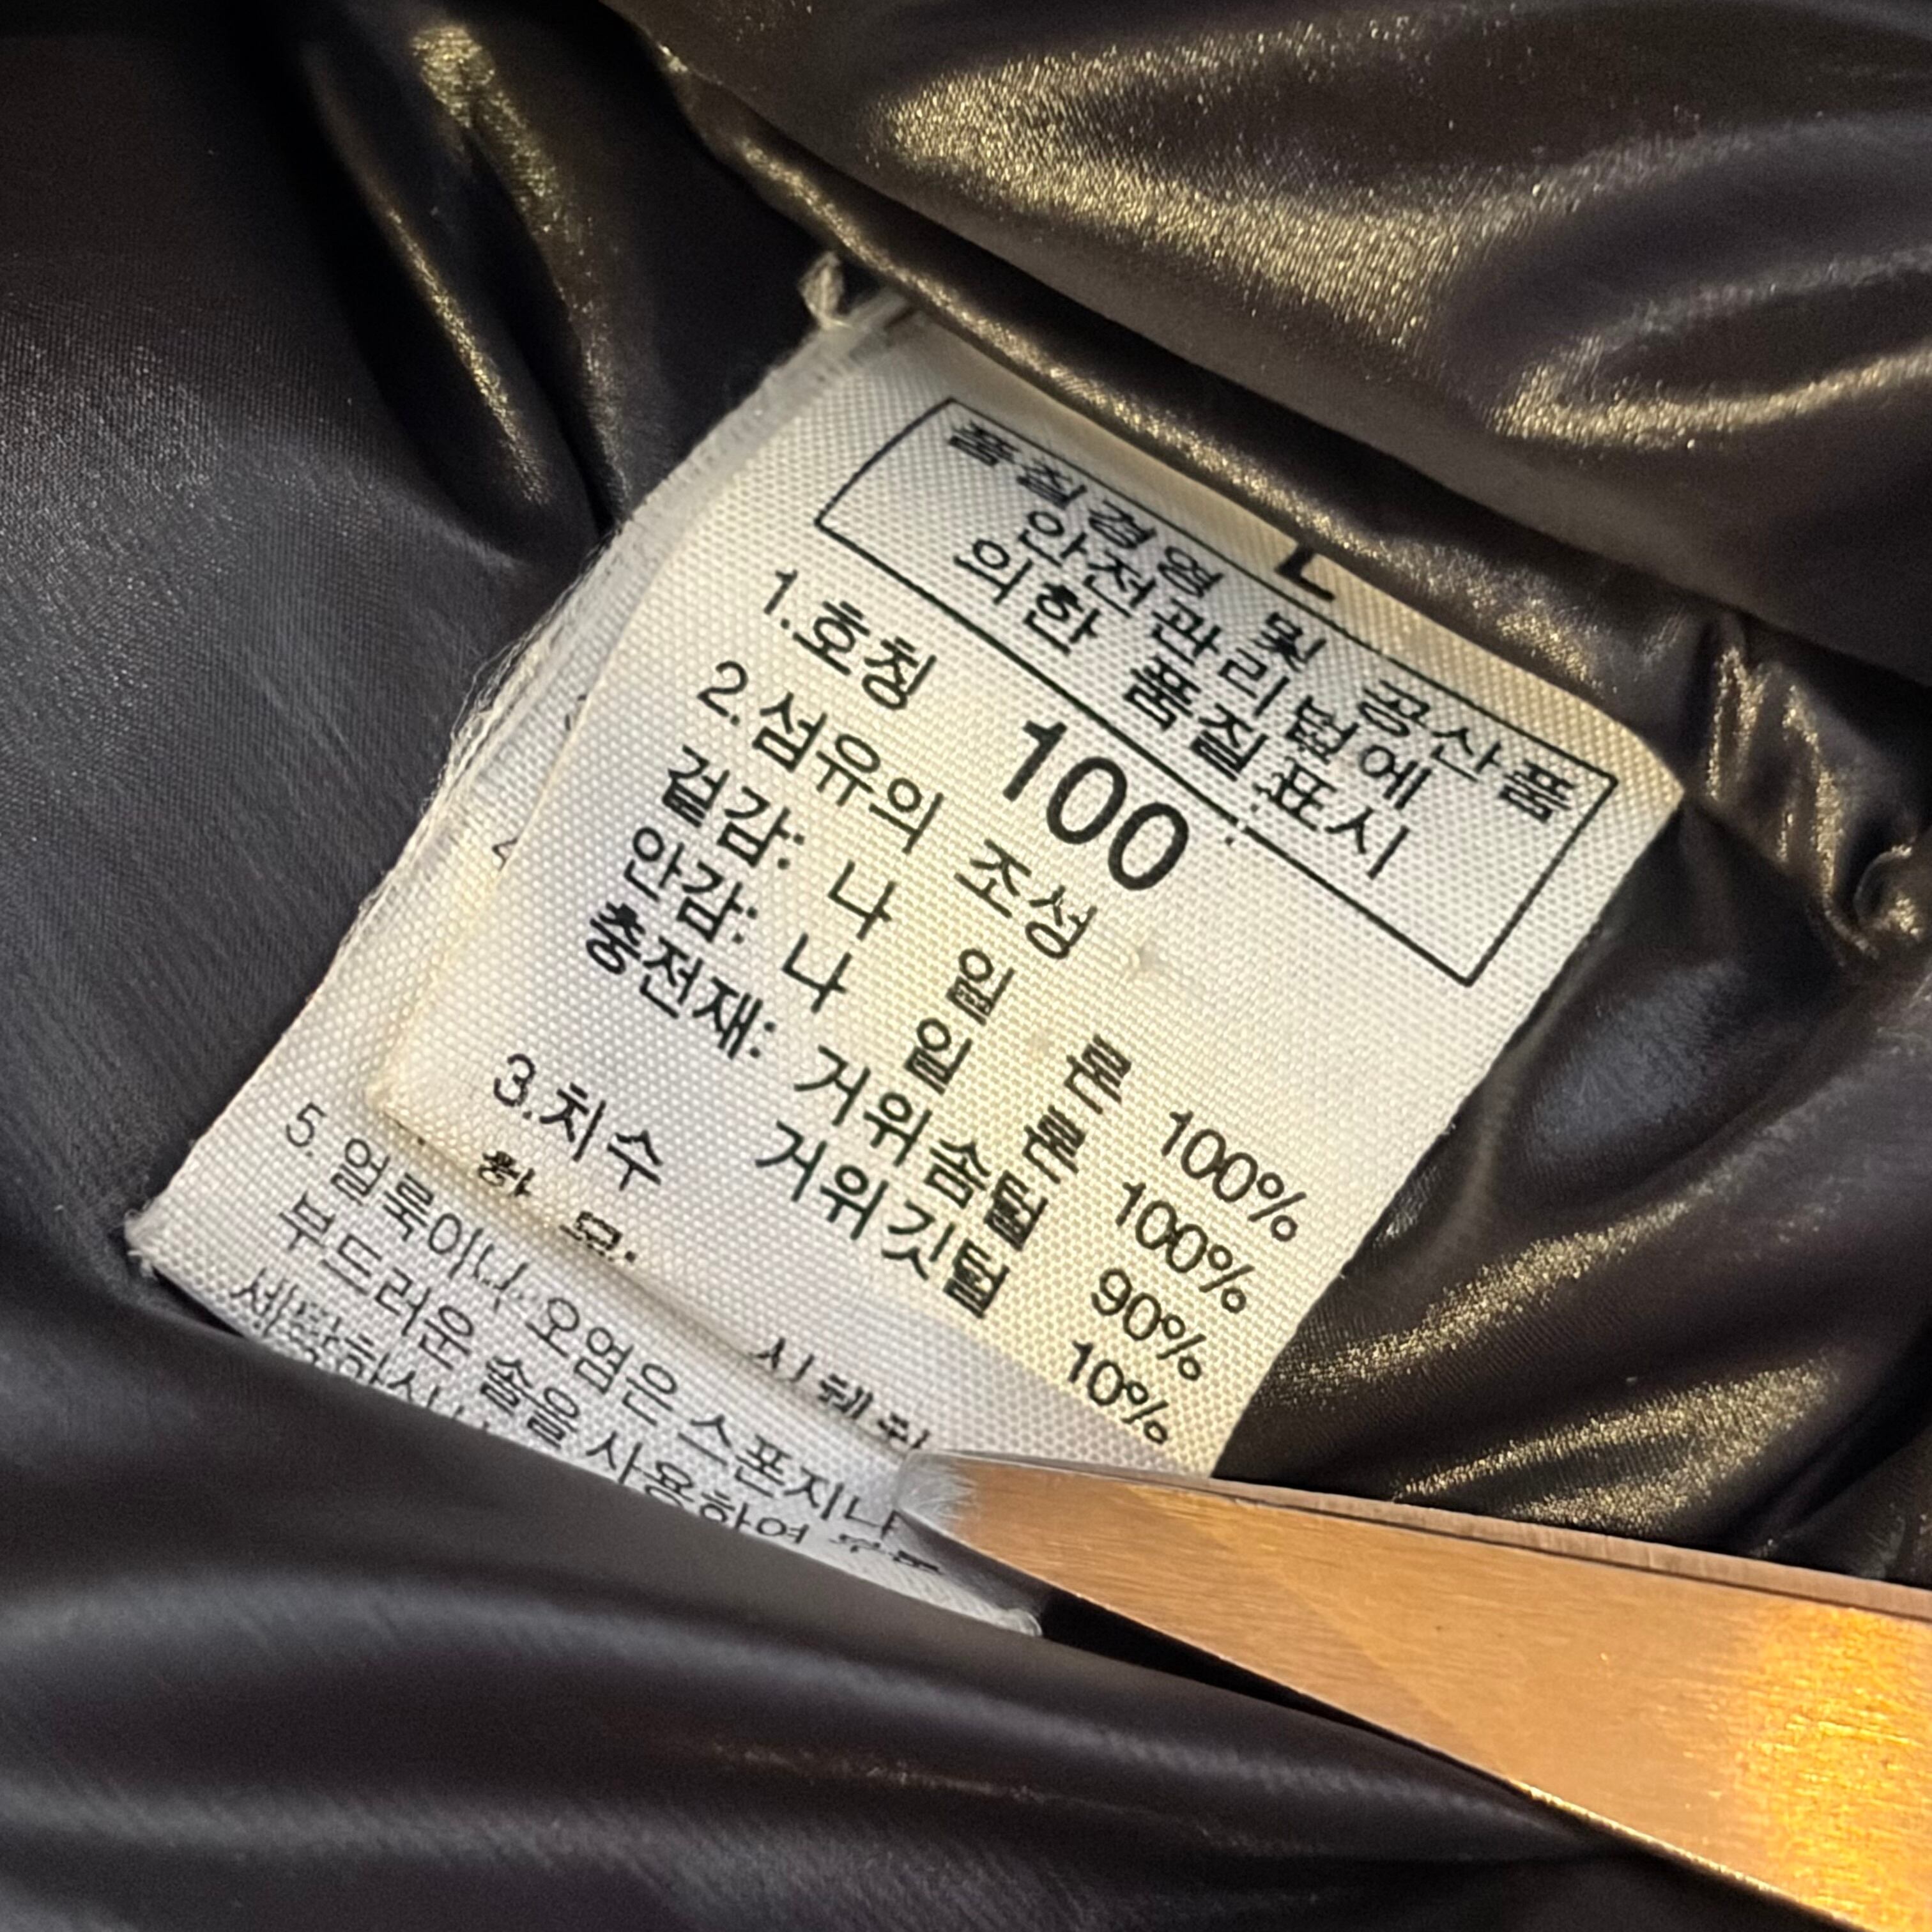 L
품질경영 및 공산품
안전관리법에
의한 품질표시
1.호칭 100
2.섬유의 조성
겉감: 나 일 론 100%
안감: 나 일 론 100%
충전재: 거위솜털 90%
거위깃털 10%
3.치수
5. 얼룩이나 오염은 스폰지나
부드러운 솔을 사용하여